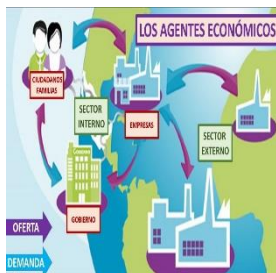 LOS AGENTES ECONÓMICOS
CIUDADANOS
FAMILIAS
SECTOR
INTERNO
EMPRESAS
SECTOR
EXTERNO
GOBIERNO
OFERTA
DEMANDA